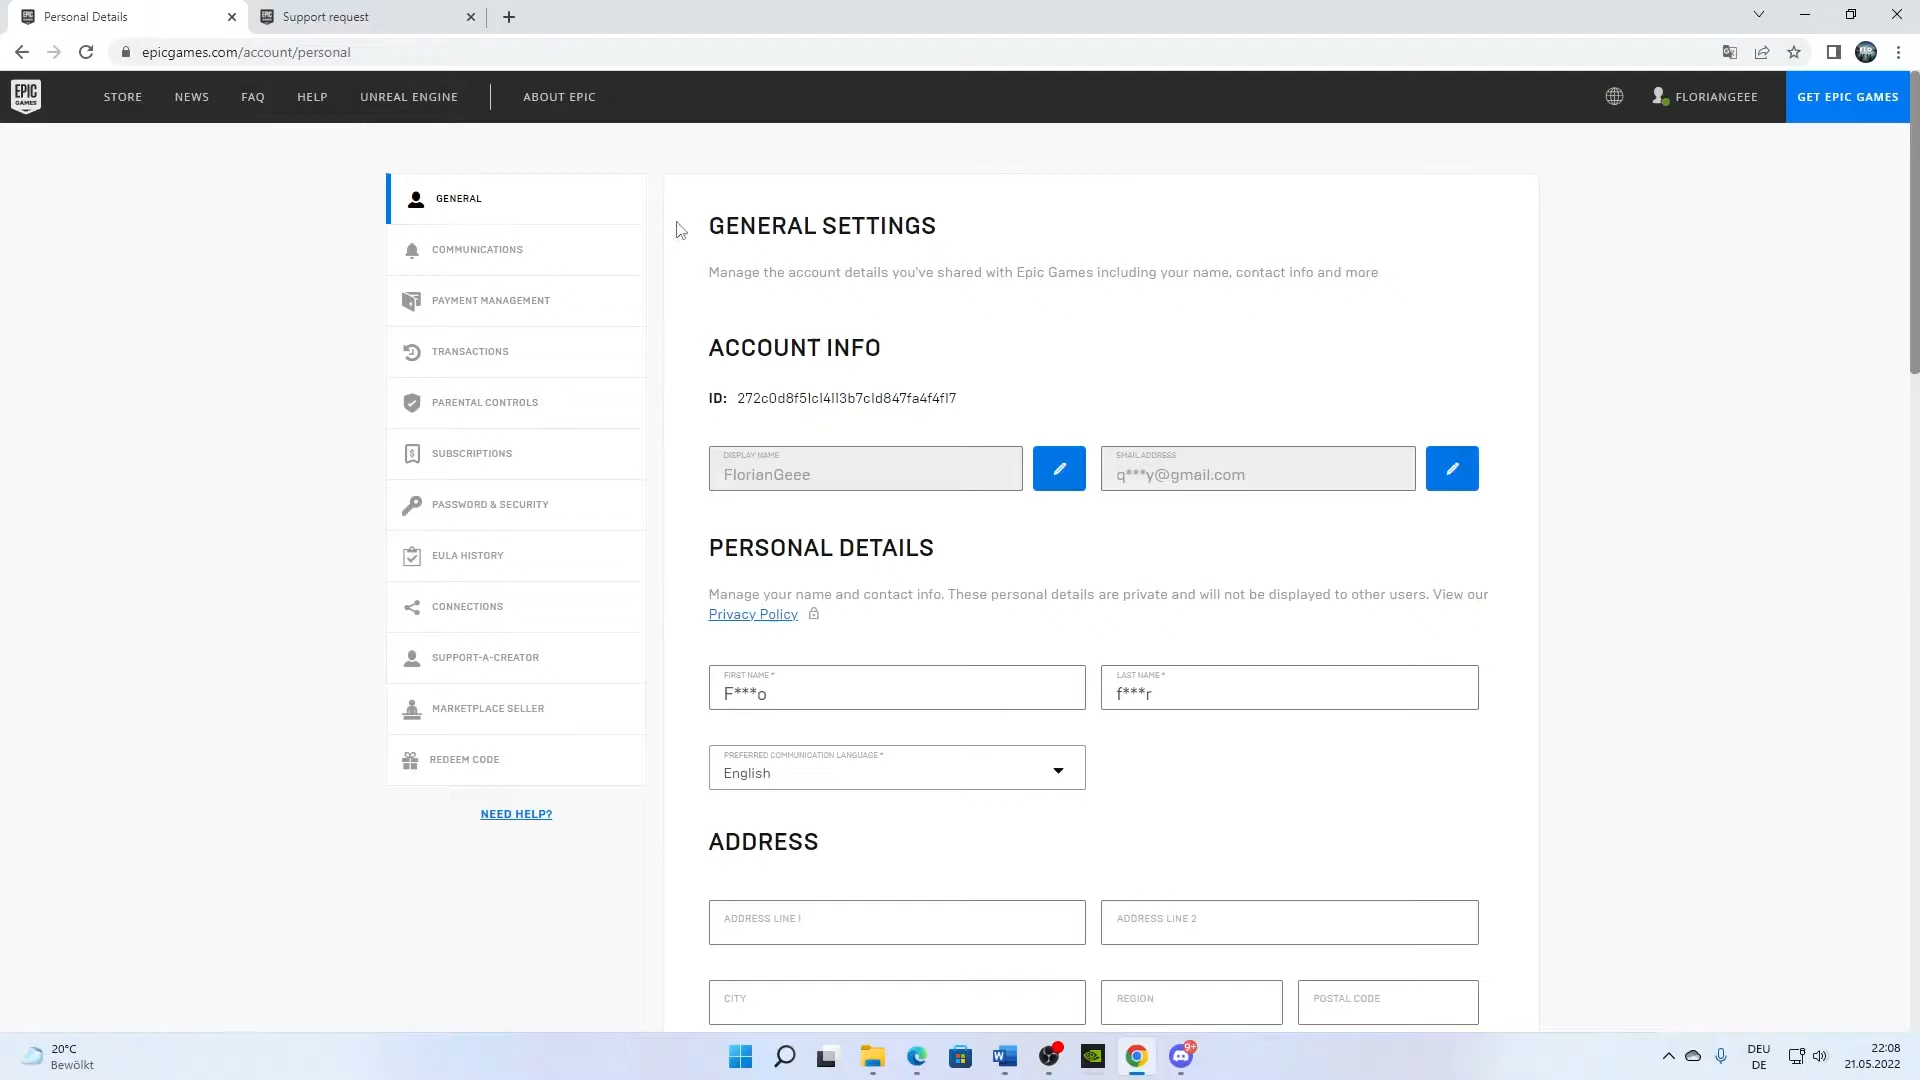 Personal Details
Support request
epicgames.com/account/personal
EPIC GAMES
STORE
NEWS
FAQ
HELP
UNREAL ENGINE
ABOUT EPIC
FLORIANGEEE
GET EPIC GAMES
GENERAL
COMMUNICATIONS
PAYMENT MANAGEMENT
TRANSACTIONS
PARENTAL CONTROLS
SUBSCRIPTIONS
PASSWORD & SECURITY
EULA HISTORY
CONNECTIONS
SUPPORT-A-CREATOR
MARKETPLACE SELLER
REDEEM CODE
NEED HELP?
GENERAL SETTINGS
Manage the account details you've shared with Epic Games including your name, contact info and more
ACCOUNT INFO
ID: 272c0d8f51c14113b7c1d847fa4f4f17
DISPLAY NAME
FlorianGeee
EMAIL ADDRESS
q***y@gmail.com
PERSONAL DETAILS
Manage your name and contact info. These personal details are private and will not be displayed to other users. View our
Privacy Policy
FIRST NAME *
F***o
LAST NAME *
f***r
PREFERRED COMMUNICATION LANGUAGE *
English
ADDRESS
ADDRESS LINE 1
ADDRESS LINE 2
CITY
REGION
POSTAL CODE
20°C
Bewölkt
9+
DEU
DE
22:08
21.05.2022